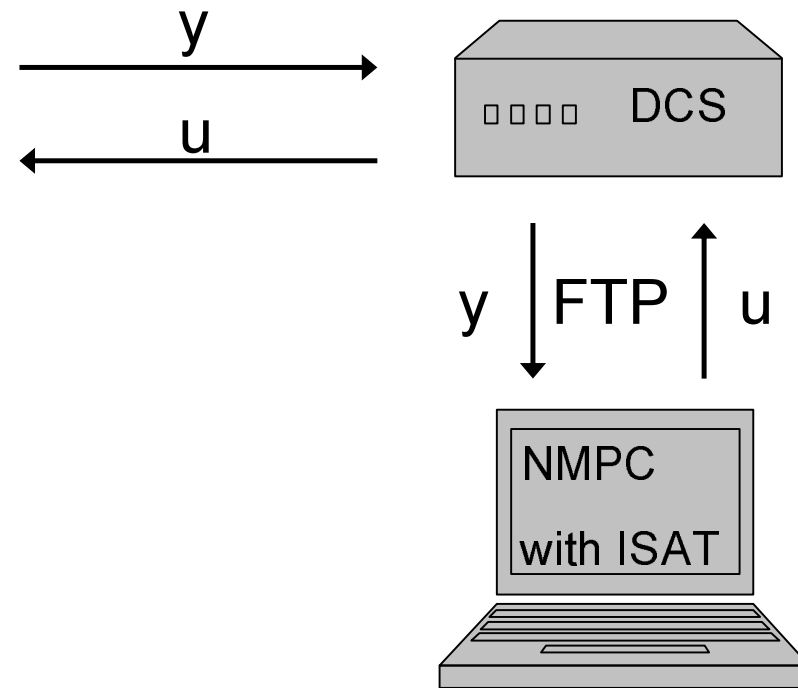 y
DCS
u
y FTP u
NMPC
with ISAT